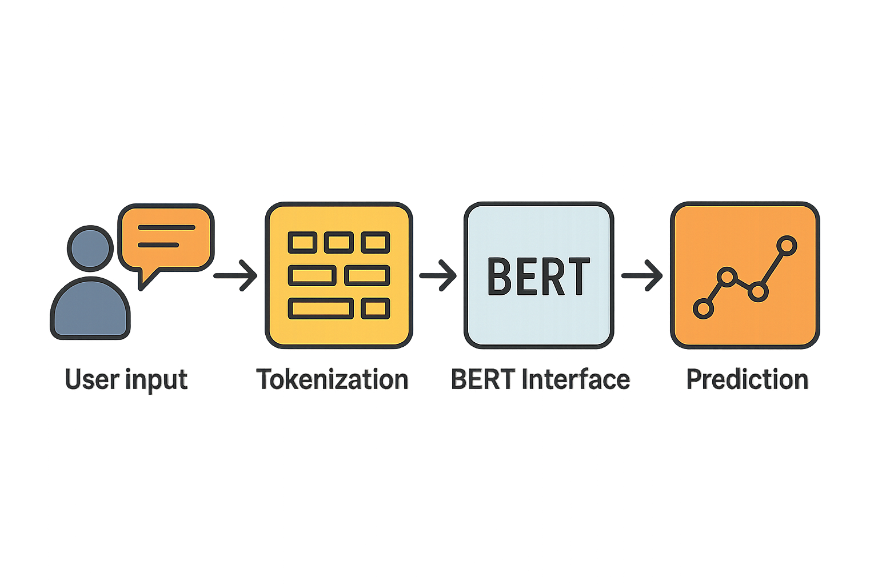 BERT
User input
Tokenization
BERT Interface
Prediction